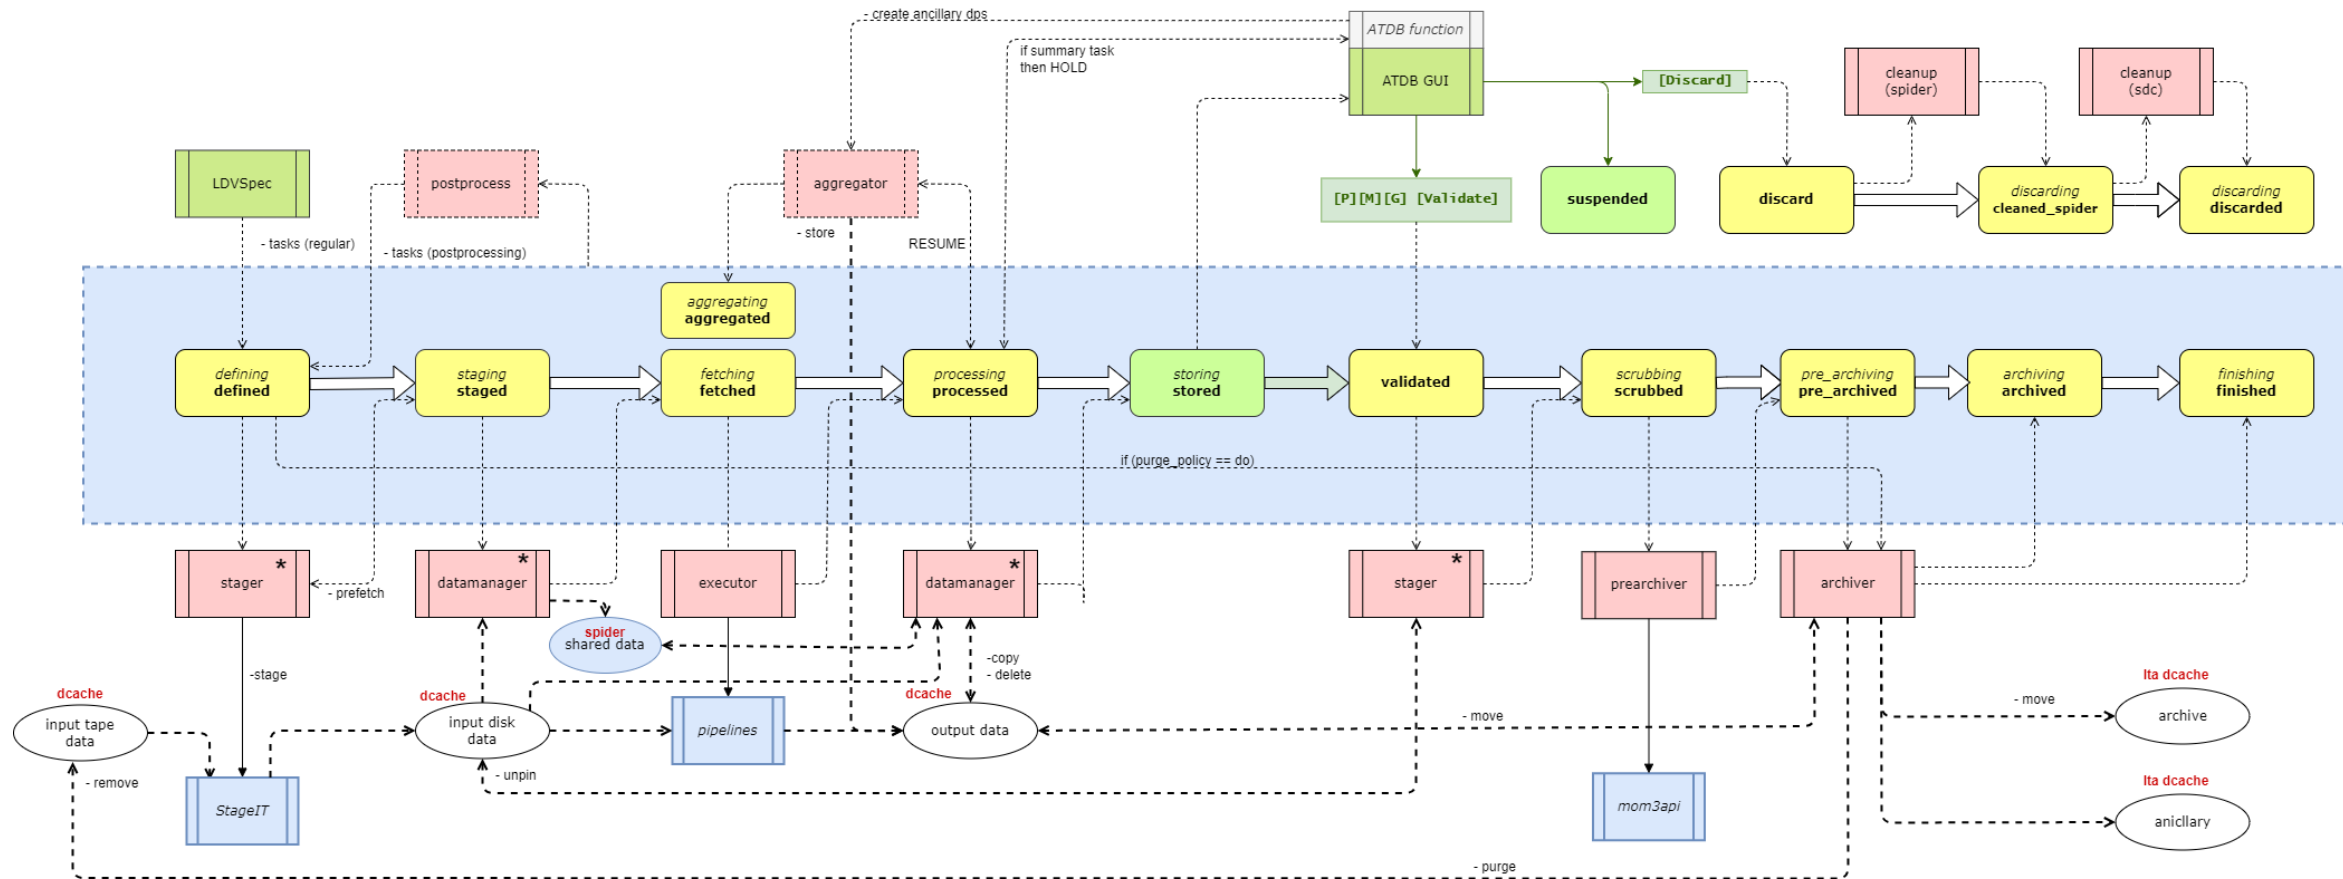 - create ancillary dps
ATDB function
if summary task
then HOLD
ATDB GUI
[Discard]
cleanup
(spider)
cleanup
(sdc)
LDVSpec
postprocess
aggregator
[P][M][G] [Validate]
suspended
discard
discarding
cleaned_spider
discarding
discarded
- tasks (regular)
- tasks (postprocessing)
- store
RESUME
aggregating
aggregated
defining
defined
staging
staged
fetching
fetched
processing
processed
storing
stored
validated
scrubbing
scrubbed
pre_archiving
pre_archived
archiving
archived
finishing
finished
if (purge_policy == do)
stager
*
- prefetch
datamanager
*
executor
datamanager
*
stager
*
prearchiver
archiver
spider
shared data
-copy
- delete
-stage
dcache
input tape
data
dcache
input disk
data
pipelines
dcache
output data
- move
- move
lta dcache
archive
- remove
- unpin
StageIT
mom3api
lta dcache
anicllary
- purge